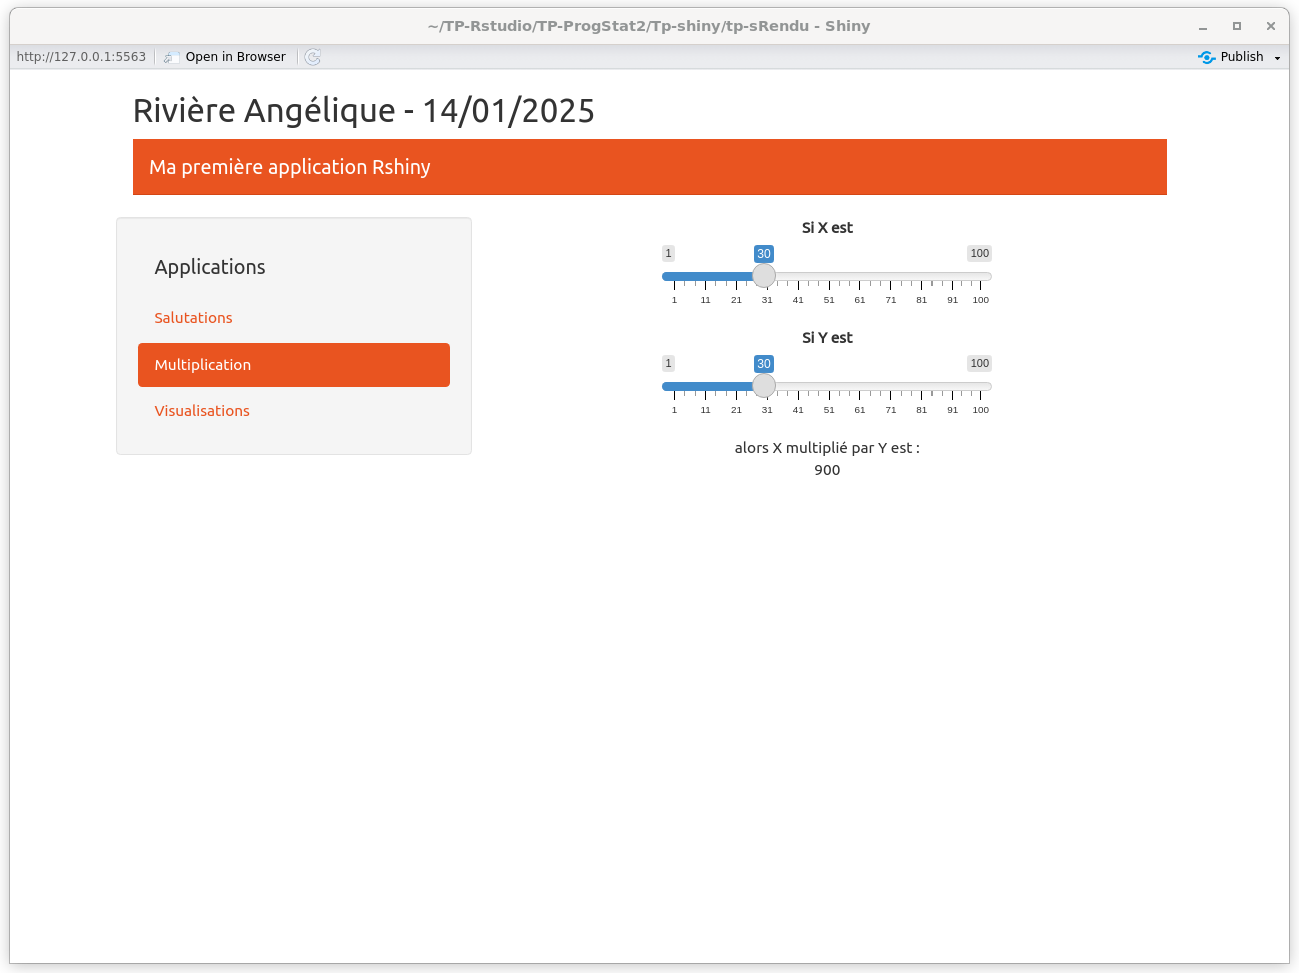 ~/TP-Rstudio/TP-ProgStat2/Tp-shiny/tp-sRendu - Shiny
http://127.0.0.1:5563 Open in Browser Publish
Rivière Angélique - 14/01/2025
Ma première application Rshiny
Applications
Salutations
Multiplication
Visualisations
Si X est
1 30 100
1 11 21 31 41 51 61 71 81 91 100
Si Y est
1 30 100
1 11 21 31 41 51 61 71 81 91 100
alors X multiplié par Y est :
900